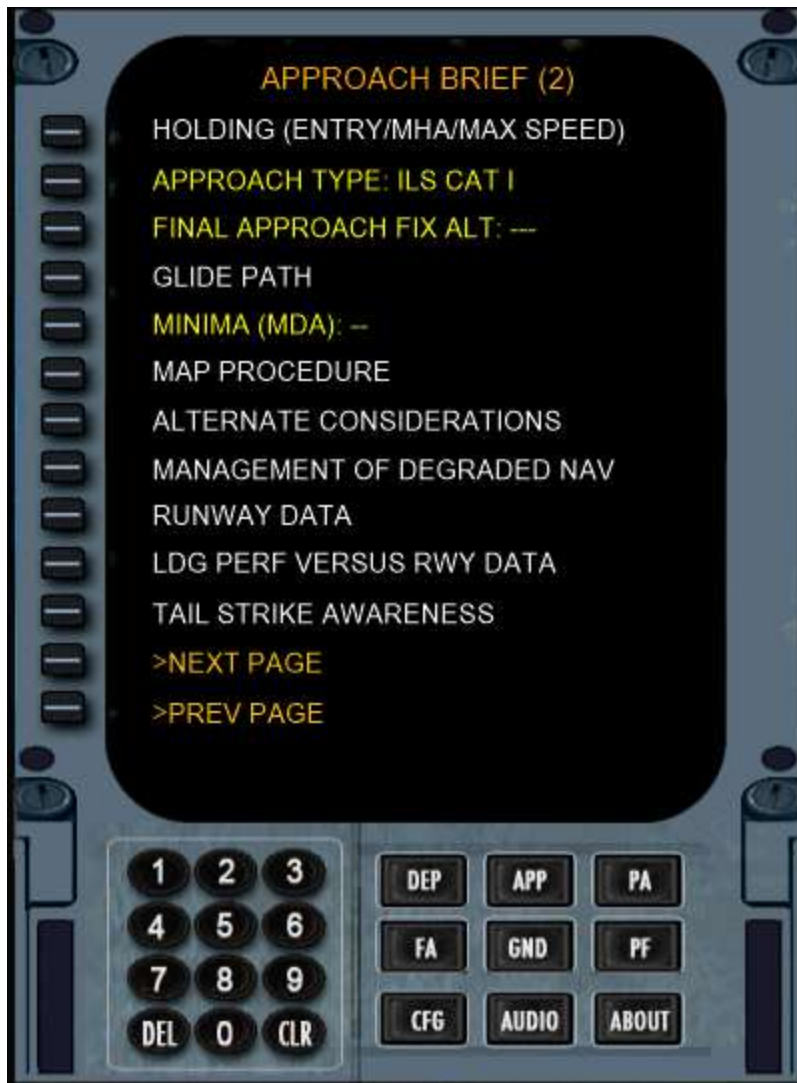 APPROACH BRIEF (2)
HOLDING (ENTRY/MHA/MAX SPEED)
APPROACH TYPE: ILS CAT I
FINAL APPROACH FIX ALT: ---
GLIDE PATH
MINIMA (MDA): --
MAP PROCEDURE
ALTERNATE CONSIDERATIONS
MANAGEMENT OF DEGRADED NAV
RUNWAY DATA
LDG PERF VERSUS RWY DATA
TAIL STRIKE AWARENESS
>NEXT PAGE
>PREV PAGE
1 2 3
4 5 6
7 8 9
DEL 0 CLR
DEP APP PA
FA GND PF
CFG AUDIO ABOUT